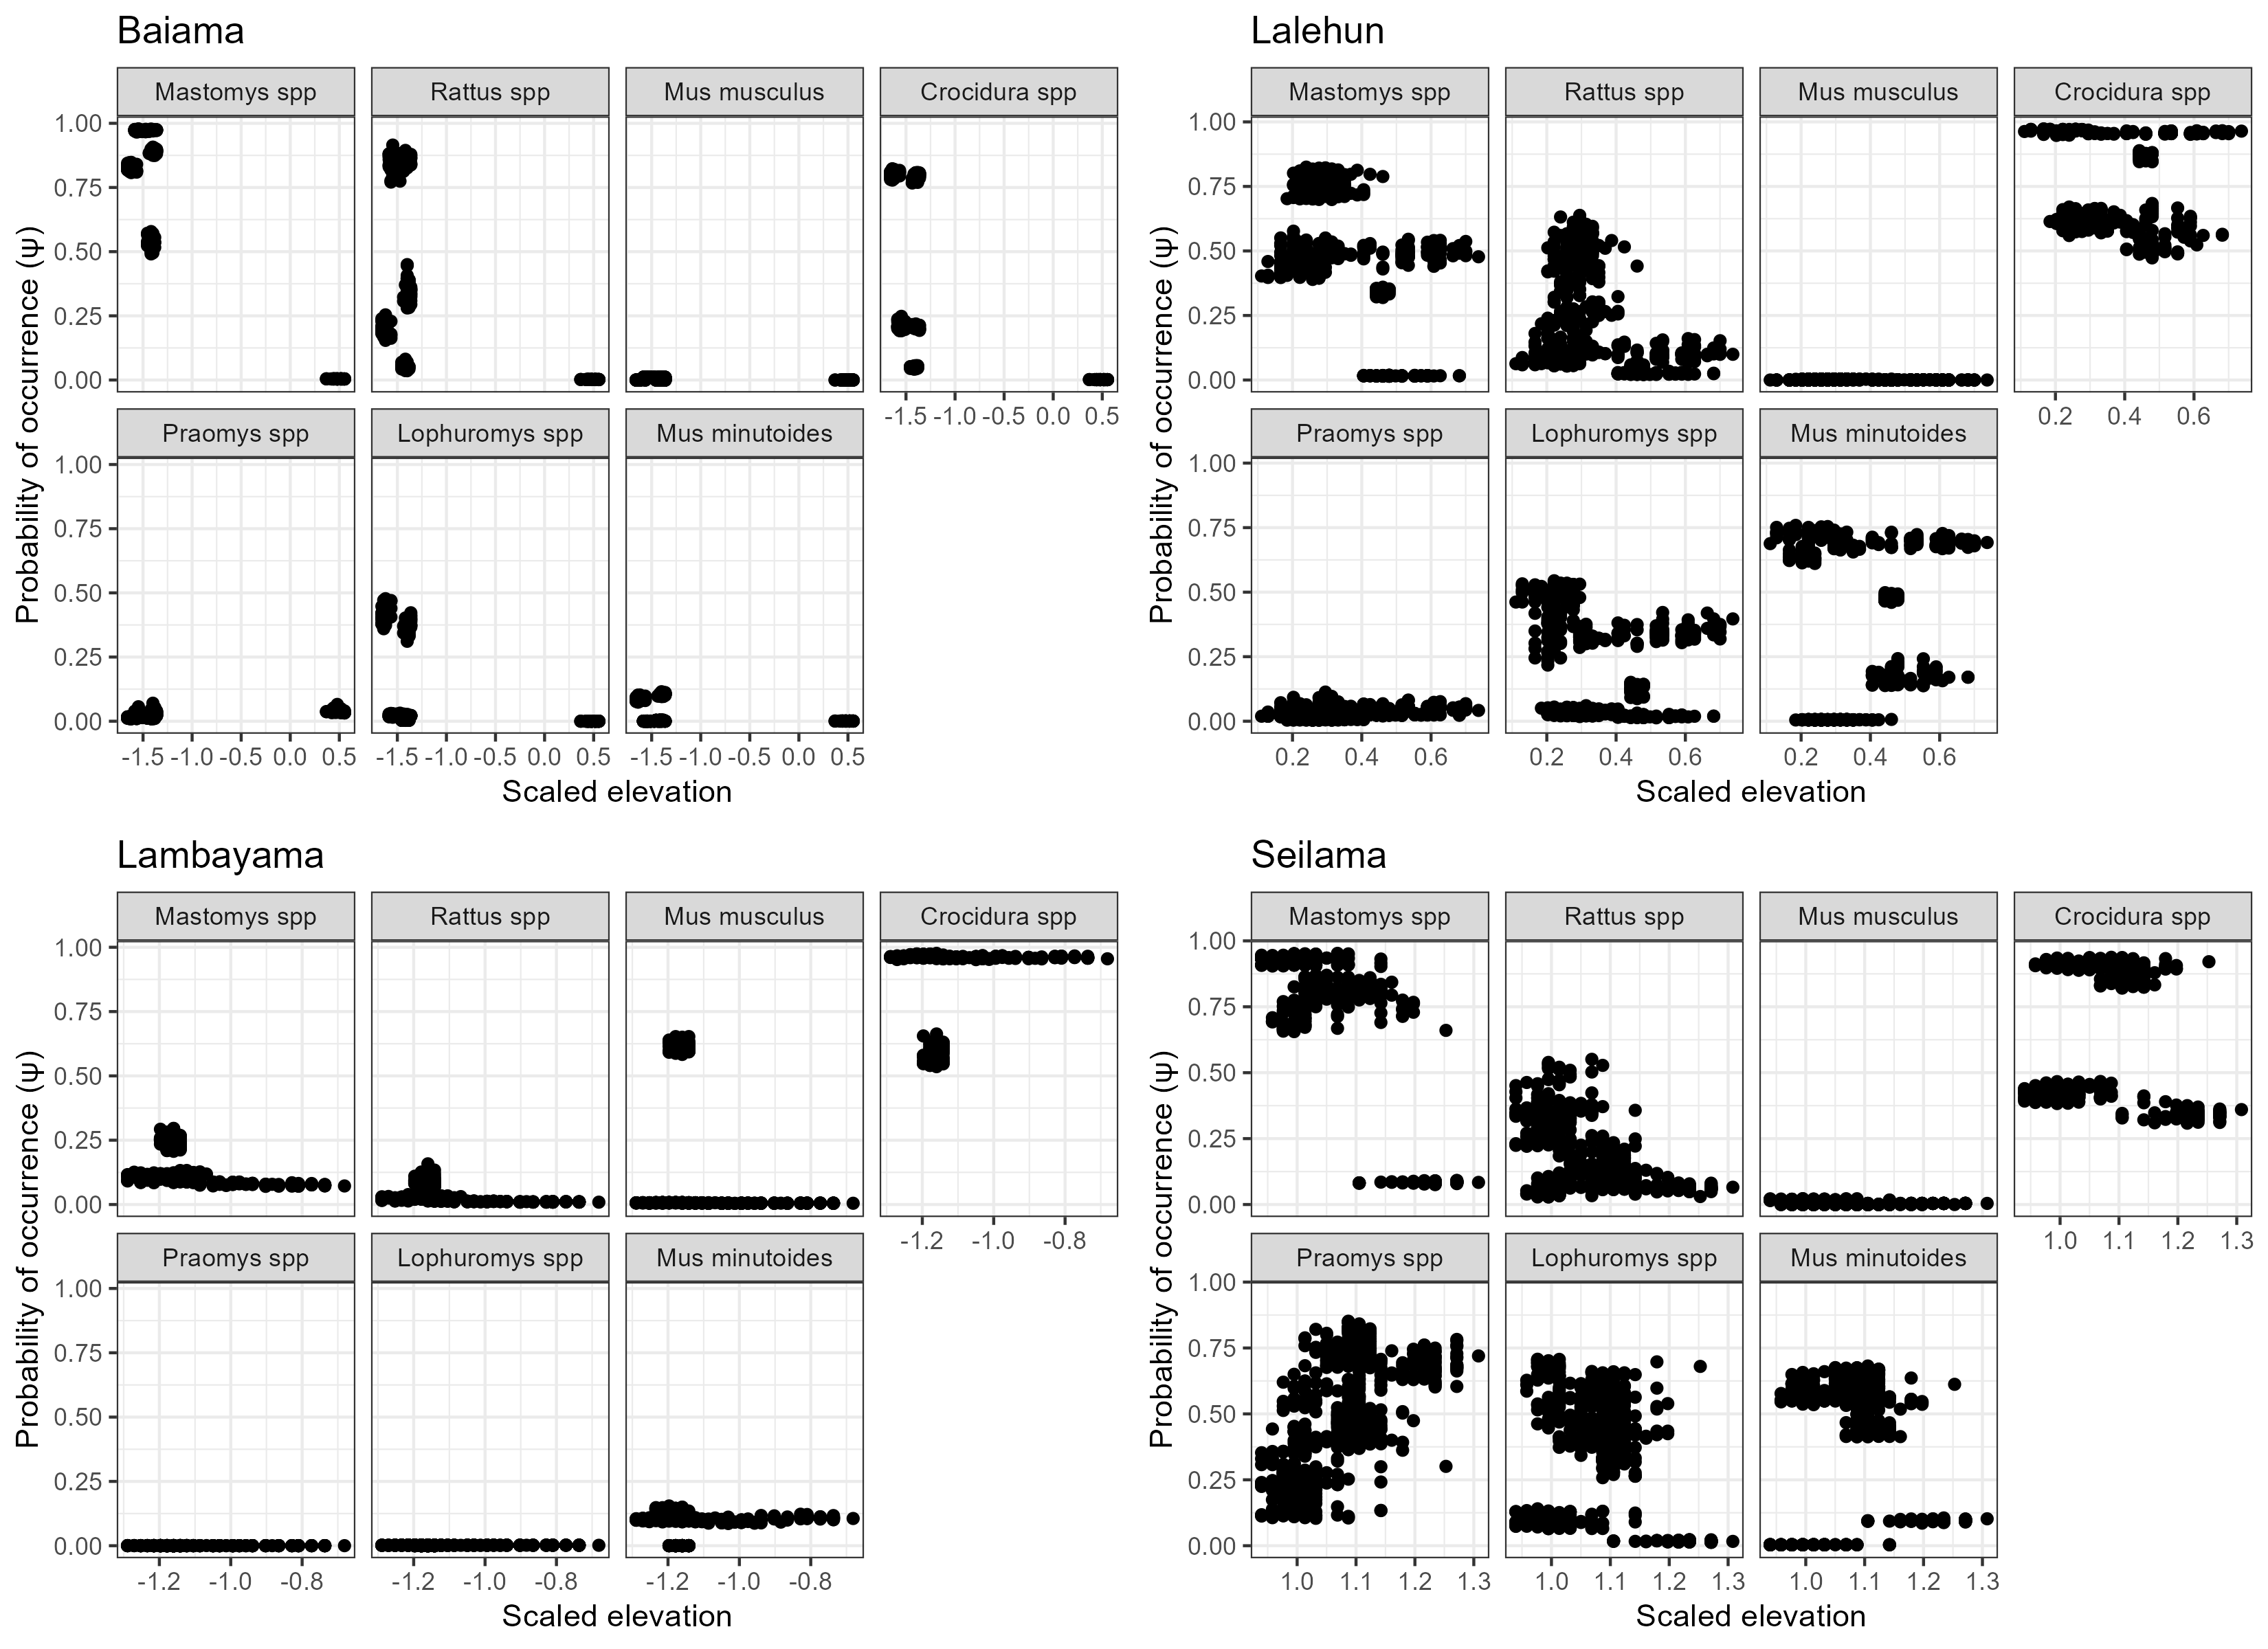 Baiama
Mastomys spp Rattus spp Mus musculus Crocidura spp
1.00
0.75
0.50
0.25
0.00
-1.5 -1.0 -0.5 0.0 0.5
Praomys spp Lophuromys spp Mus minutoides
1.00
0.75
0.50
0.25
0.00
-1.5 -1.0 -0.5 0.0 0.5 -1.5 -1.0 -0.5 0.0 0.5 -1.5 -1.0 -0.5 0.0 0.5
Probability of occurrence (ψ)
Scaled elevation
Lalehun
Mastomys spp Rattus spp Mus musculus Crocidura spp
1.00
0.75
0.50
0.25
0.00
0.2 0.4 0.6
Praomys spp Lophuromys spp Mus minutoides
1.00
0.75
0.50
0.25
0.00
0.2 0.4 0.6 0.2 0.4 0.6 0.2 0.4 0.6
Probability of occurrence (ψ)
Scaled elevation
Lambayama
Mastomys spp Rattus spp Mus musculus Crocidura spp
1.00
0.75
0.50
0.25
0.00
-1.2 -1.0 -0.8
Praomys spp Lophuromys spp Mus minutoides
1.00
0.75
0.50
0.25
0.00
-1.2 -1.0 -0.8 -1.2 -1.0 -0.8 -1.2 -1.0 -0.8
Probability of occurrence (ψ)
Scaled elevation
Seilama
Mastomys spp Rattus spp Mus musculus Crocidura spp
1.00
0.75
0.50
0.25
0.00
1.0 1.1 1.2 1.3
Praomys spp Lophuromys spp Mus minutoides
1.00
0.75
0.50
0.25
0.00
1.0 1.1 1.2 1.3 1.0 1.1 1.2 1.3 1.0 1.1 1.2 1.3
Probability of occurrence (ψ)
Scaled elevation